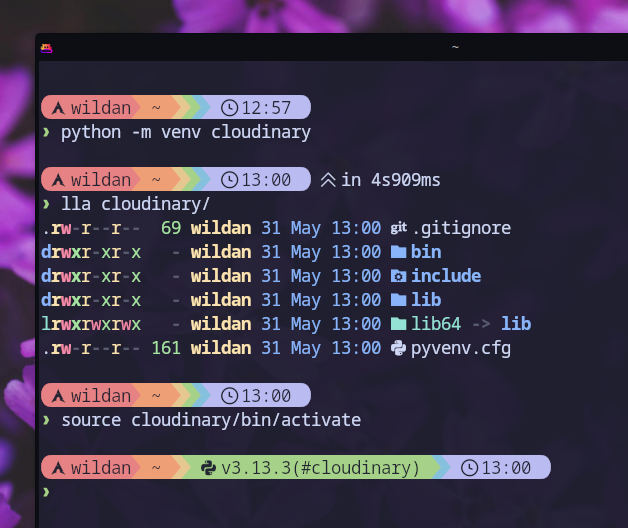 ~
wildan ~ 12:57
› python -m venv cloudinary
wildan ~ 13:00 in 4s909ms
› lla cloudinary/
.rw-r--r-- 69 wildan 31 May 13:00 git .gitignore
drwxr-xr-x - wildan 31 May 13:00 bin
drwxr-xr-x - wildan 31 May 13:00 include
drwxr-xr-x - wildan 31 May 13:00 lib
lrwxrwxrwx - wildan 31 May 13:00 lib64 -> lib
.rw-r--r-- 161 wildan 31 May 13:00 pyvenv.cfg
wildan ~ 13:00
› source cloudinary/bin/activate
wildan ~ v3.13.3(#cloudinary) 13:00
›